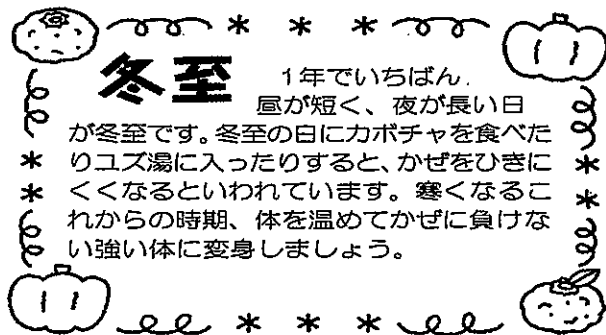 冬至
1年でいちばん.
昼が短く、夜が長い日
が冬至です。冬至の日にカボチャを食べた
りユズ湯に入ったりすると、かぜをひきに
くくなるといわれています。寒くなるこ
れからの時期、体を温めてかぜに負けな
い強い体に変身しましょう。